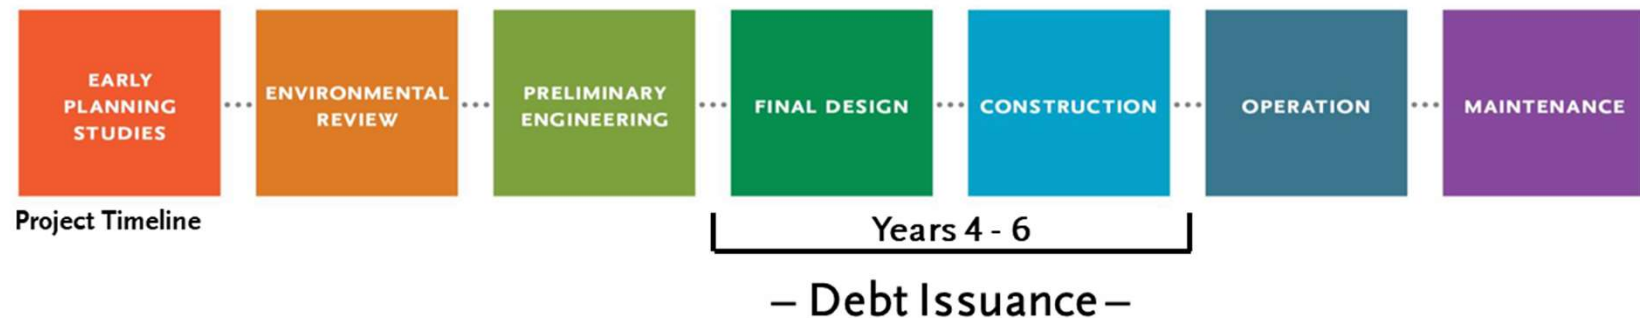 EARLY
PLANNING
STUDIES
ENVIRONMENTAL
REVIEW
PRELIMINARY
ENGINEERING
FINAL DESIGN
CONSTRUCTION
OPERATION
MAINTENANCE
Project Timeline
Years 4 - 6
– Debt Issuance –